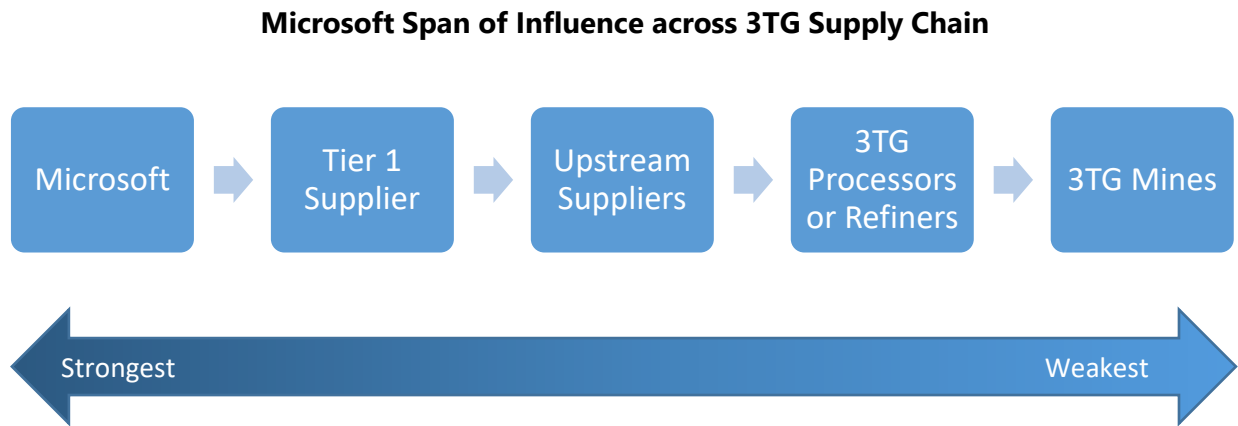 Microsoft Span of Influence across 3TG Supply Chain
Microsoft
Tier 1
Supplier
Upstream
Suppliers
3TG
Processors
or Refiners
3TG Mines
Strongest
Weakest